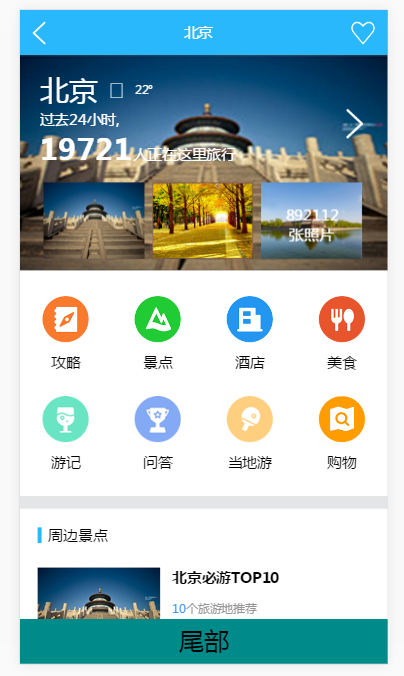 北京
北京 22°
过去24小时,
19721人正在这里旅行
892112
张照片
攻略 景点 酒店 美食
游记 问答 当地游 购物
周边景点
北京必游TOP10
10个旅游地推荐
尾部